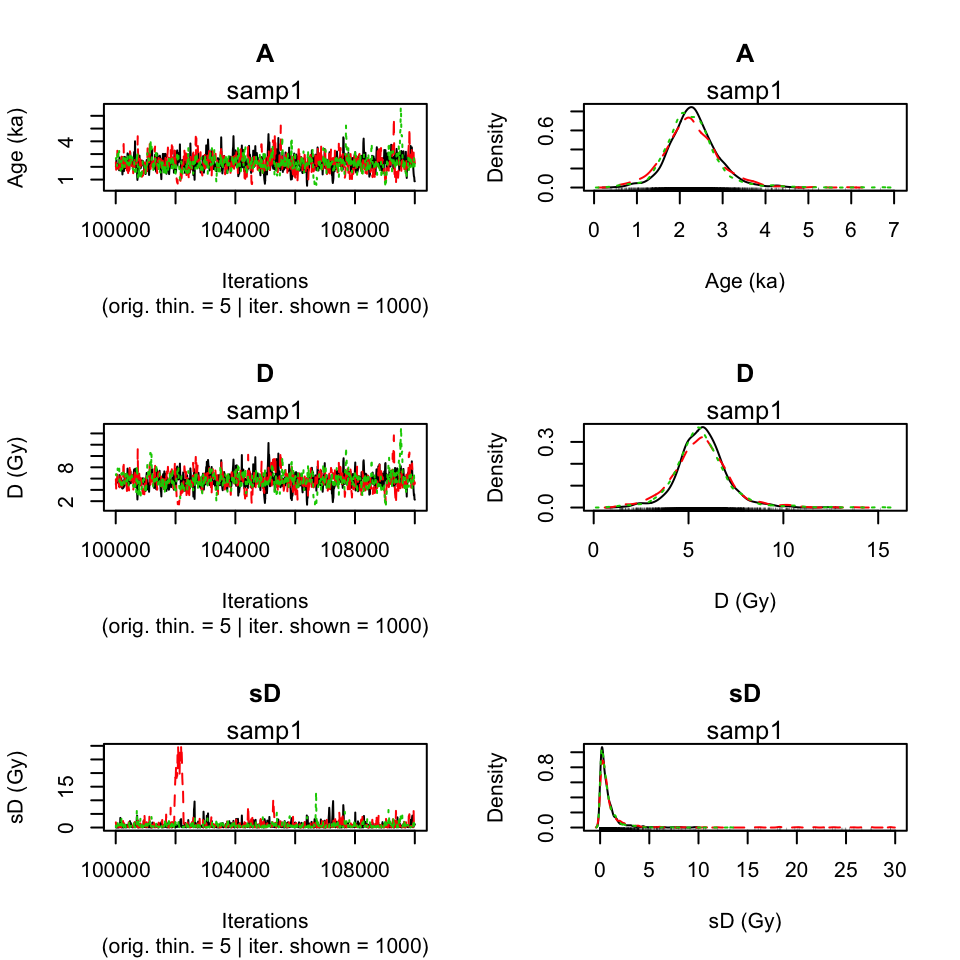 A
samp1
Age (ka)
4
1
100000 104000 108000
Iterations
(orig. thin. = 5 | iter. shown = 1000)
A
samp1
Density
0.6
0.0
0 1 2 3 4 5 6 7
Age (ka)
D
samp1
D (Gy)
8
2
100000 104000 108000
Iterations
(orig. thin. = 5 | iter. shown = 1000)
D
samp1
Density
0.3
0.0
0 5 10 15
D (Gy)
sD
samp1
sD (Gy)
15
0
100000 104000 108000
Iterations
(orig. thin. = 5 | iter. shown = 1000)
sD
samp1
Density
0.8
0.0
0 5 10 15 20 25 30
sD (Gy)